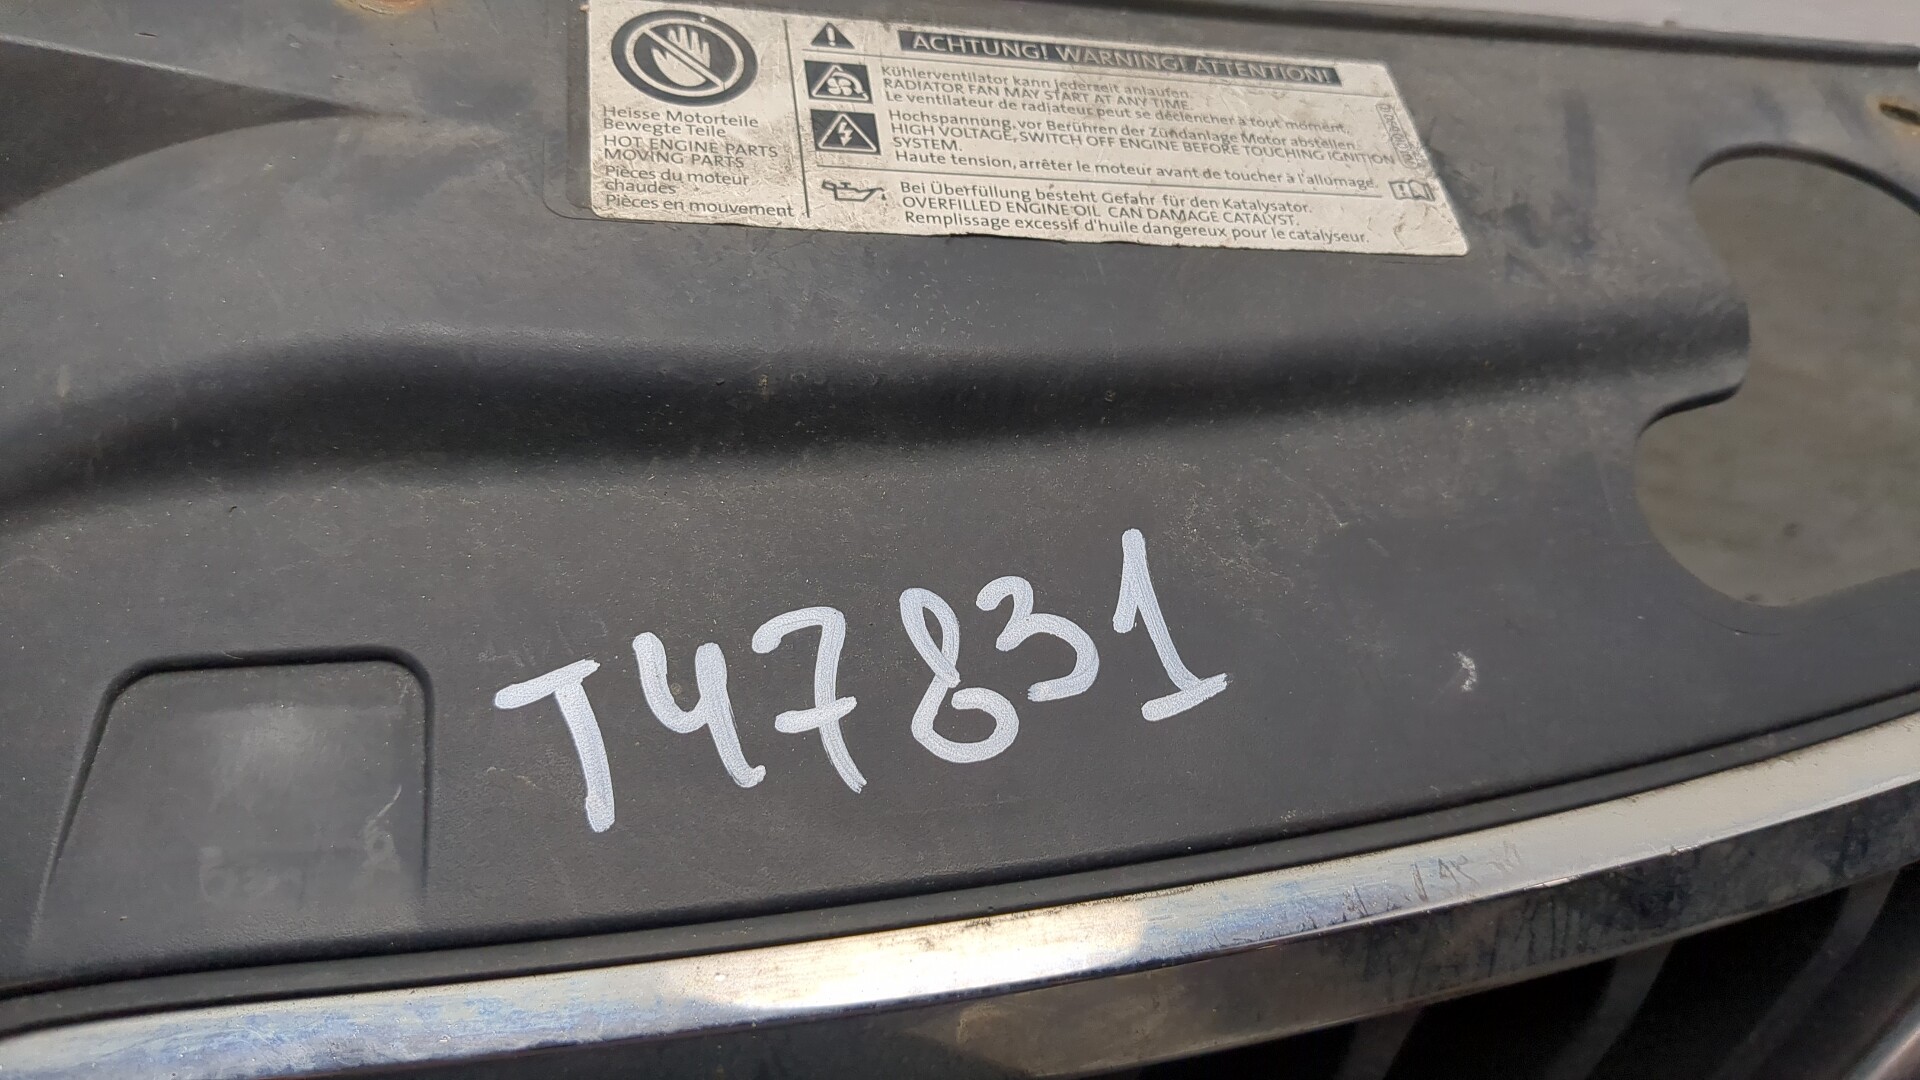 Heisse Motorteile
Bewegte Teile
HOT ENGINE PARTS
MOVING PARTS
Pièces du moteur
chaudes
Pièces en mouvement
ACHTUNG! WARNING! ATTENTION!
Kühlerventilator kann jederzeit anlaufen.
RADIATOR FAN MAY START AT ANY TIME.
Le ventilateur de radiateur peut se déclencher à tout moment.
Hochspannung, vor Berühren der Zündanlage Motor abstellen.
HIGH VOLTAGE, SWITCH OFF ENGINE BEFORE TOUCHING IGNITION
SYSTEM.
Haute tension, arrêter le moteur avant de toucher à l'allumage.
Bei Überfüllung besteht Gefahr für den Katalysator.
OVERFILLED ENGINE OIL CAN DAMAGE CATALYST.
Remplissage excessif d'huile dangereux pour le catalyseur.
T47831